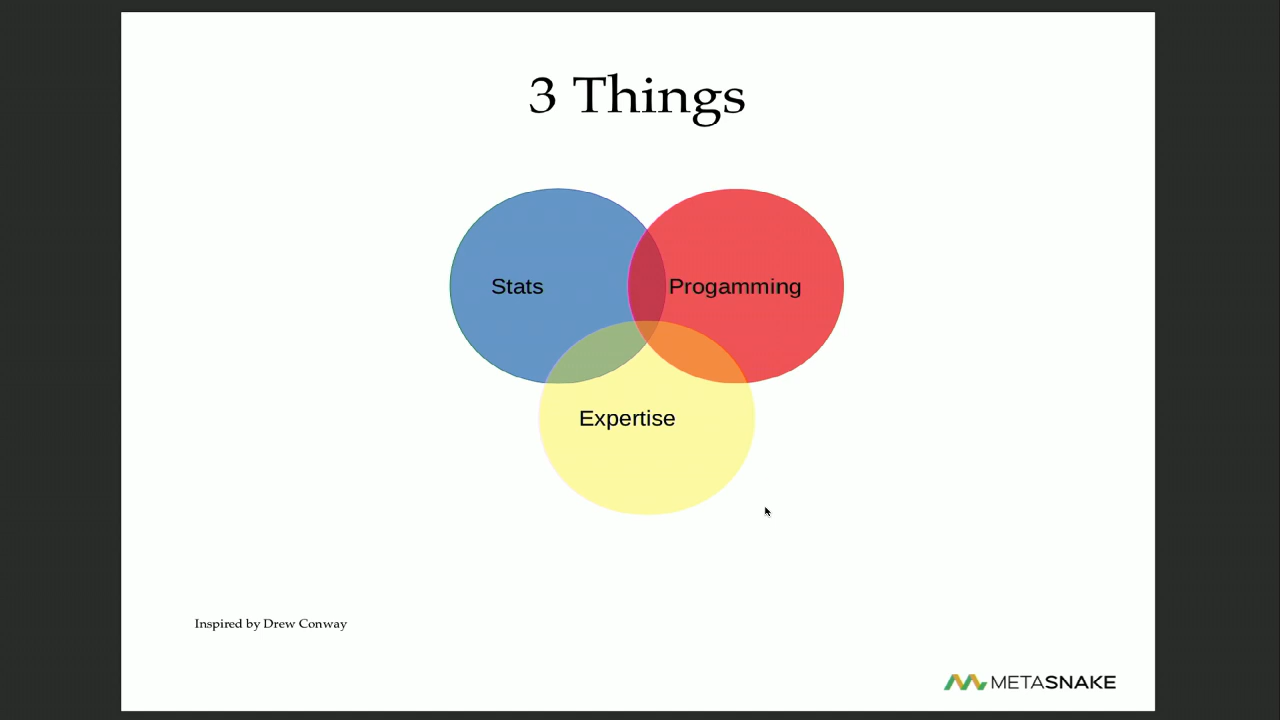 3 Things
Stats
Progamming
Expertise
Inspired by Drew Conway
METASNAKE